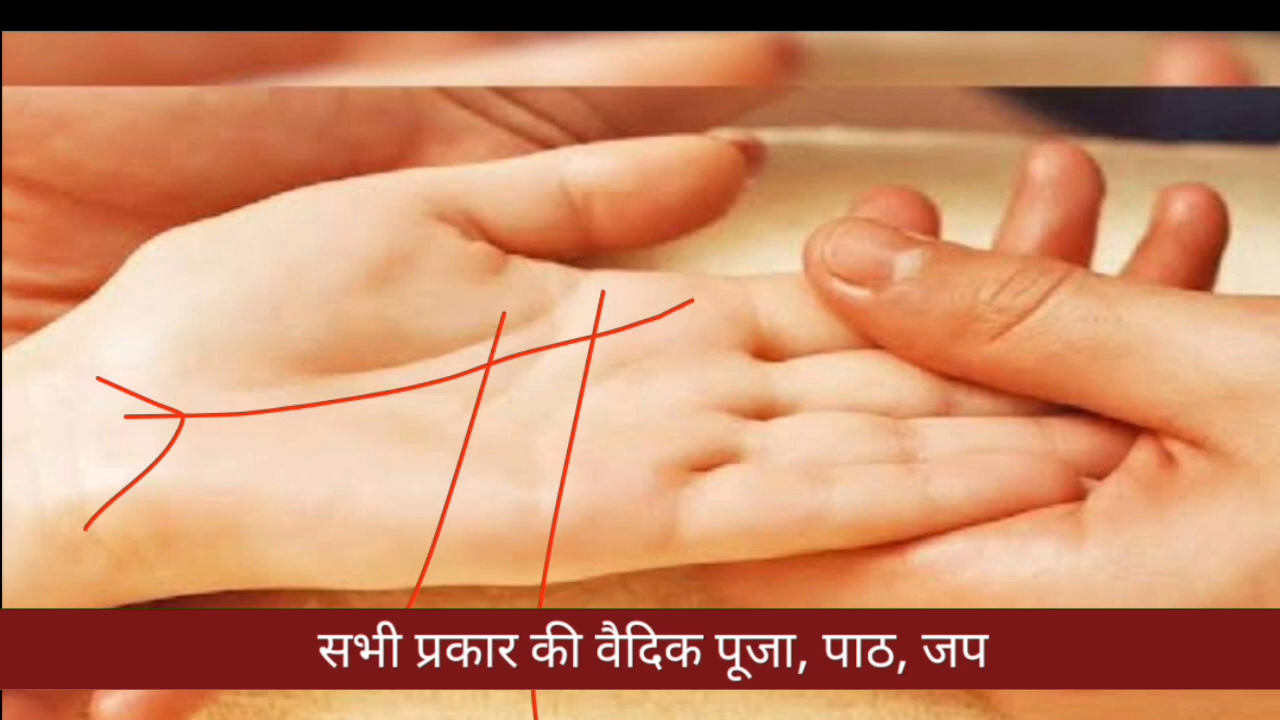 सभी प्रकार की वैदिक पूजा, पाठ, जप